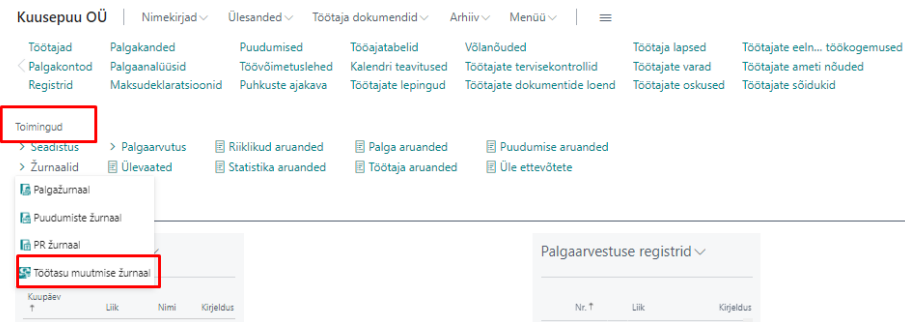 Kuusepuu OÜ Nimekirjad Ülesanded Töötaja dokumendid Arhiiv Menüü
Töötajad Palgakanded Puudumised Tööajatabelid Võlanõuded Töötaja lapsed Töötajate eeln... töökogemused
Palgakontod Palgaanalüüsid Töövõimetuslehed Kalendri teavitused Töötajate tervisekontrollid Töötajate varad Töötajate ameti nõuded
Registrid Maksudeklaratsioonid Puhkuste ajakava Töötajate lepingud Töötajate dokumentide loend Töötajate oskused Töötajate sõidukid
Toimingud
> Seadistus > Palgaarvutus Riiklikud aruanded Palga aruanded Puudumise aruanded
> Žurnaalid Ülevaated Statistika aruanded Töötaja aruanded Üle ettevõtete
Palgažurnaal
Puudumiste žurnaal
PR žurnaal
Palgaarvestuse registrid
Töötasu muutmise žurnaal
Kuupäev ↑ Liik Nimi Kirjeldus
Nr. ↑ Liik Kirjeldus